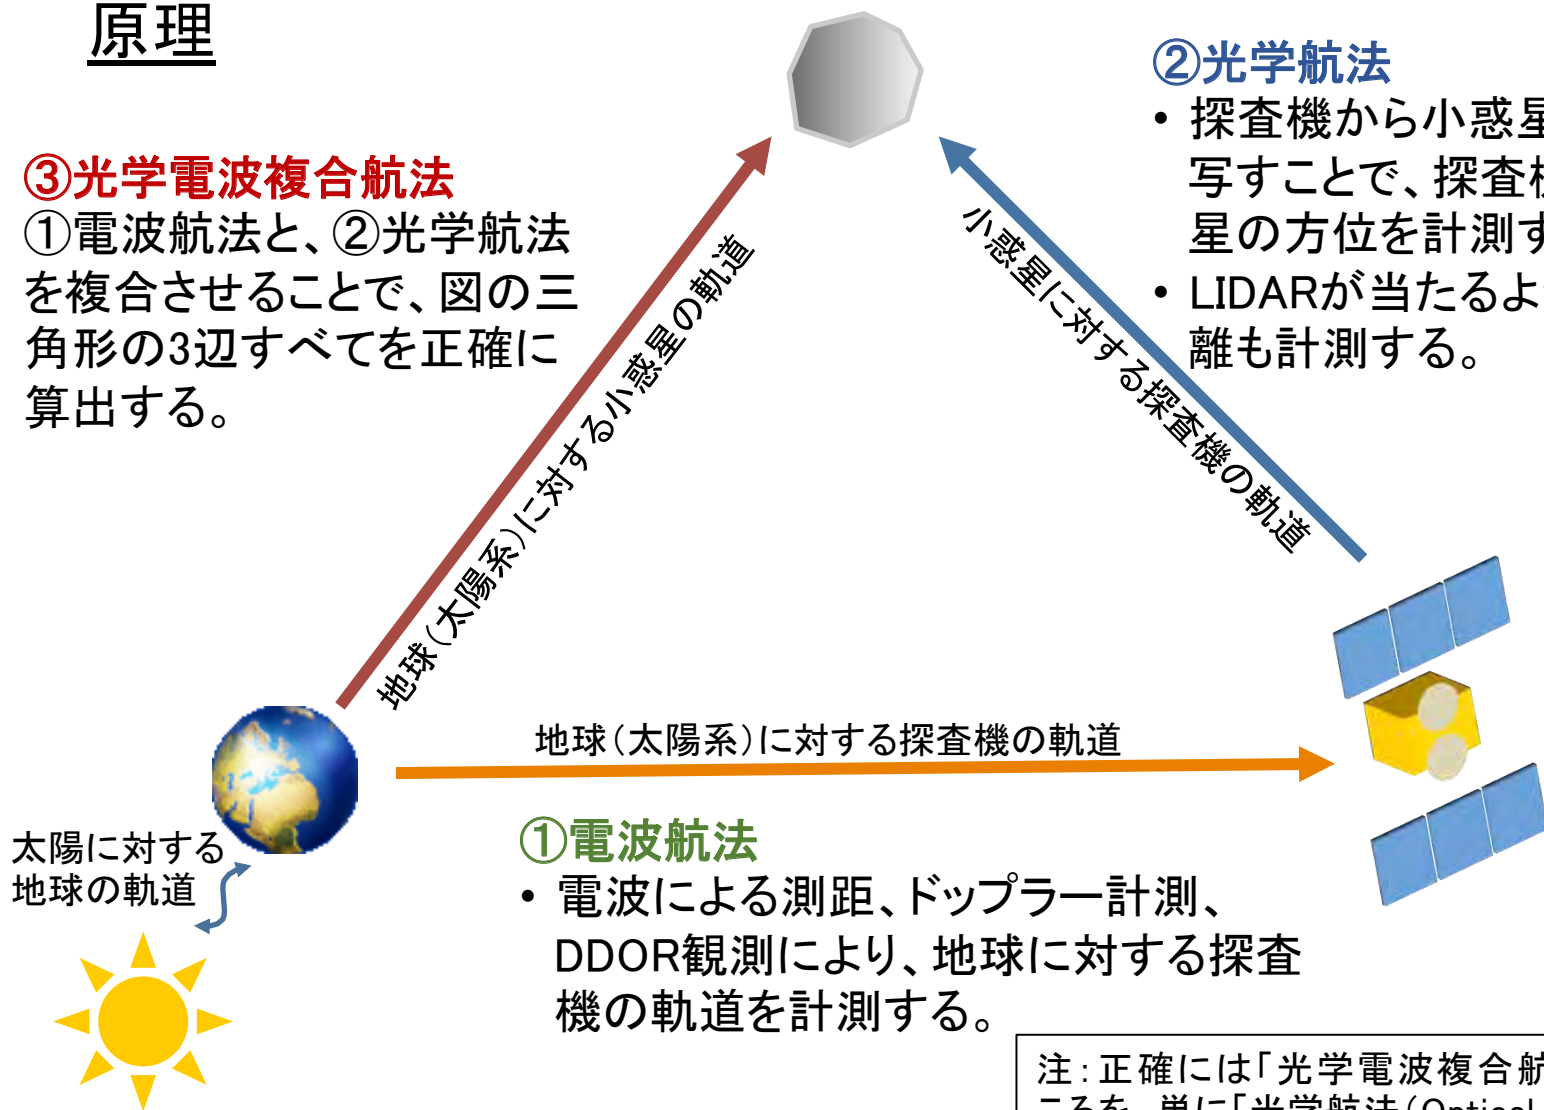 原理
③光学電波複合航法
①電波航法と、②光学航法
を複合させることで、図の三
角形の3辺すべてを正確に
算出する。
②光学航法
• 探査機から小惑星
写すことで、探査機
星の方位を計測す
• LIDARが当たるよ
離も計測する。
地球(太陽系)に対する小惑星の軌道
小惑星に対する探査機の軌道
地球(太陽系)に対する探査機の軌道
太陽に対する
地球の軌道
①電波航法
• 電波による測距、ドップラー計測、
DDOR観測により、地球に対する探査
機の軌道を計測する。
注:正確には「光学電波複合航
ころを、単に「光学航法(Optical